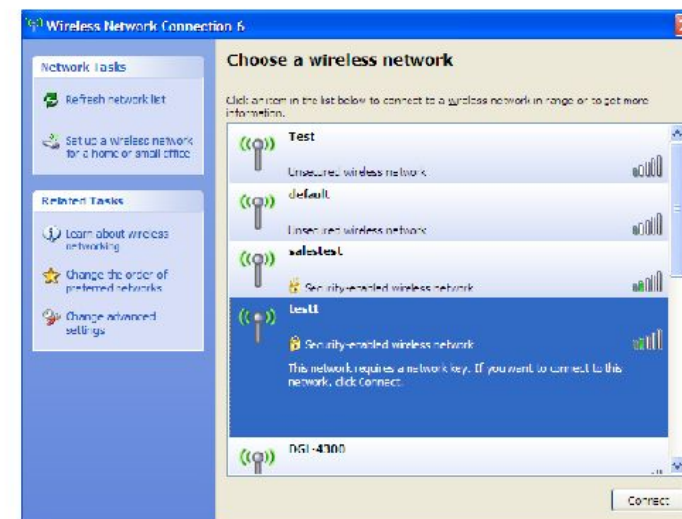 Wireless Network Connection 6
Network Tasks
Refresh network list
Set up a wireless network
for a home or small office
Related Tasks
Learn about wireless
networking
Change the order of
preferred networks
Change advanced
settings
Choose a wireless network
Click an item in the list below to connect to a wireless network in range or to get more
information.
Test
Unsecured wireless network
default
Unsecured wireless network
salestest
Security-enabled wireless network
test1
Security-enabled wireless network
This network requires a network key. If you want to connect to this
network, click Connect.
DGL-4300
Connect